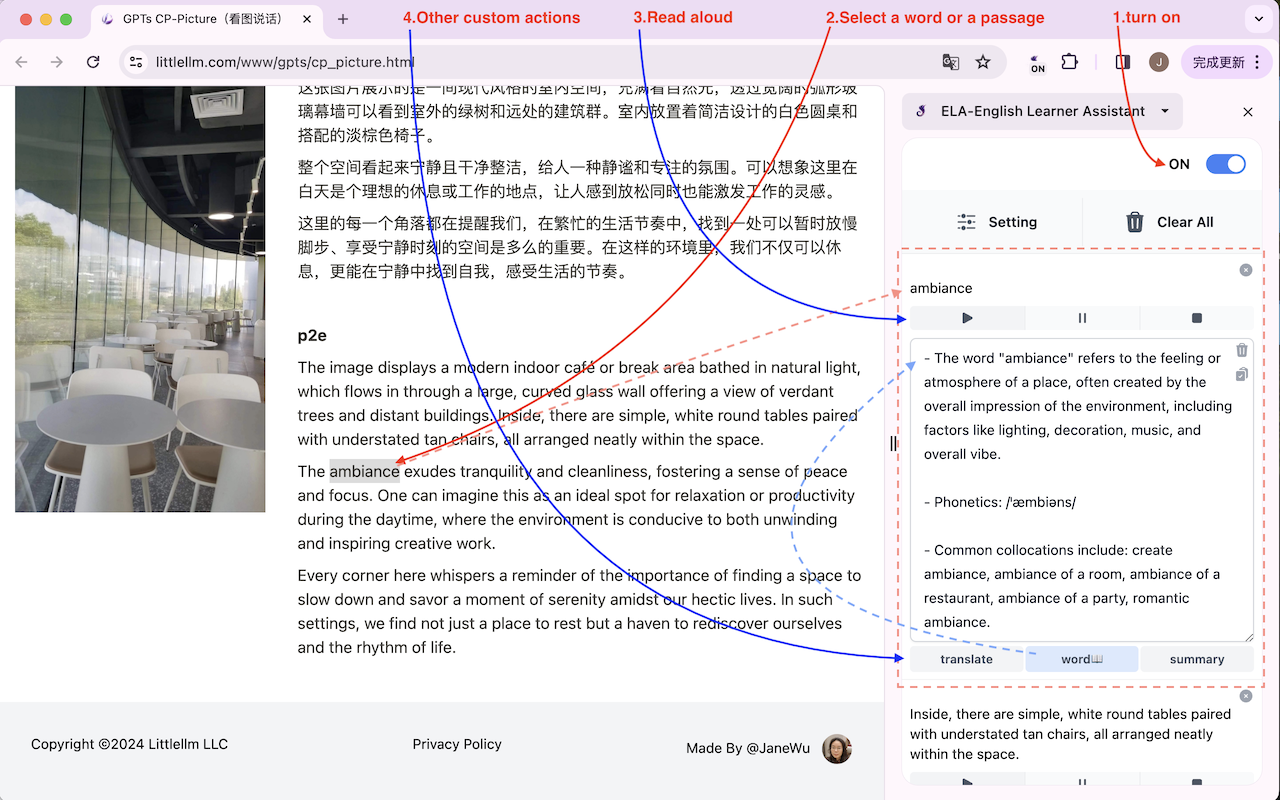 GPTs CP-Picture（看图说话）
4.Other custom actions
3.Read aloud
2.Select a word or a passage
1.turn on
littlellm.com/www/gpts/cp_picture.html
ON
J
完成更新
这张图片展示的是一间现代风格的室内空间，充满着自然光，透过宽阔的弧形玻
璃幕墙可以看到室外的绿树和远处的建筑群。室内放置着简洁设计的白色圆桌和
搭配的淡棕色椅子。
整个空间看起来宁静且干净整洁，给人一种静谧和专注的氛围。可以想象这里在
白天是个理想的休息或工作的地点，让人感到放松同时也能激发工作的灵感。
这里的每一个角落都在提醒我们，在繁忙的生活节奏中，找到一处可以暂时放慢
脚步、享受宁静时刻的空间是多么的重要。在这样的环境里，我们不仅可以休
息，更能在宁静中找到自我，感受生活的节奏。
p2e
The image displays a modern indoor café or break area bathed in natural light,
which flows in through a large, curved glass wall offering a view of verdant
trees and distant buildings. Inside, there are simple, white round tables paired
with understated tan chairs, all arranged neatly within the space.
The ambiance exudes tranquility and cleanliness, fostering a sense of peace
and focus. One can imagine this as an ideal spot for relaxation or productivity
during the daytime, where the environment is conducive to both unwinding
and inspiring creative work.
Every corner here whispers a reminder of the importance of finding a space to
slow down and savor a moment of serenity amidst our hectic lives. In such
settings, we find not just a place to rest but a haven to rediscover ourselves
and the rhythm of life.
Copyright ©2024 Littlellm LLC
Privacy Policy
Made By @JaneWu
ELA-English Learner Assistant
ON
Setting
Clear All
ambiance
- The word "ambiance" refers to the feeling or
atmosphere of a place, often created by the
overall impression of the environment, including
factors like lighting, decoration, music, and
overall vibe.
- Phonetics: /ˈæmbiəns/
- Common collocations include: create
ambiance, ambiance of a room, ambiance of a
restaurant, ambiance of a party, romantic
ambiance.
translate
word📖
summary
Inside, there are simple, white round tables paired
with understated tan chairs, all arranged neatly
within the space.